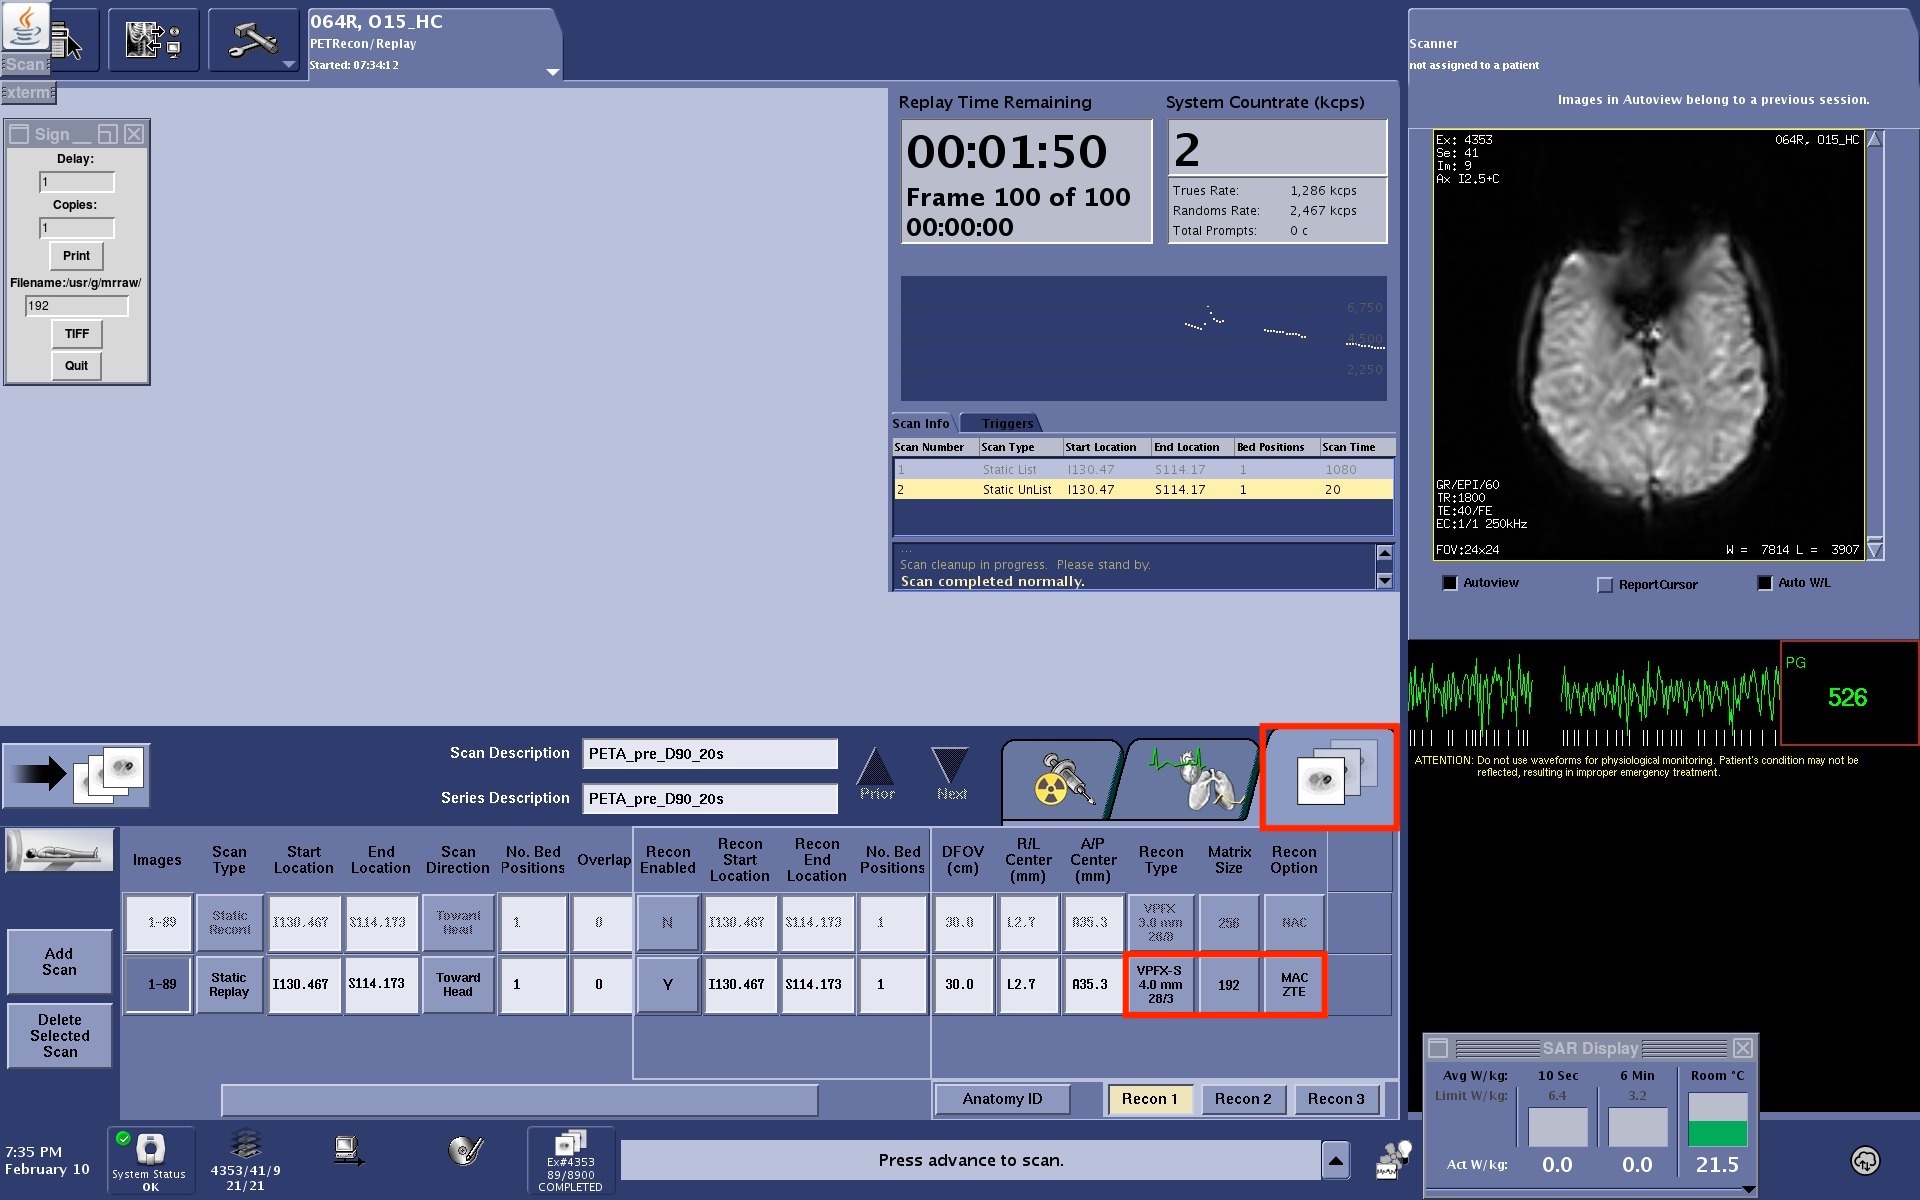 064R, O15_HC
PETRecon/Replay
Started: 07:34:12
Scan
xterm
Sign
Delay:
1
Copies:
1
Print
Filename:/usr/g/mrraw/
192
TIFF
Quit
Replay Time Remaining
00:01:50
Frame 100 of 100
00:00:00
System Countrate (kcps)
2
Trues Rate: 1,286 kcps
Randoms Rate: 2,467 kcps
Total Prompts: 0 c
6,750
4,500
2,250
Scan Info Triggers
Scan Number Scan Type Start Location End Location Bed Positions Scan Time
1 Static List I130.47 S114.17 1 1080
2 Static UnList I130.47 S114.17 1 20
...
Scan cleanup in progress. Please stand by.
Scan completed normally.
Scanner
not assigned to a patient
Images in Autoview belong to a previous session.
Ex: 4353
Se: 41
Im: 9
Ax I2.5+C
064R, O15_HC
GR/EPI/60
TR:1800
TE:40/FE
EC:1/1 250kHz
FOV:24x24
W = 7814 L = 3907
Autoview ReportCursor Auto W/L
PG
526
ATTENTION: Do not use waveforms for physiological monitoring. Patient's condition may not be
reflected, resulting in improper emergency treatment.
Scan Description PETA_pre_D90_20s
Series Description PETA_pre_D90_20s
Prior Next
Images
Scan Type
Start Location
End Location
Scan Direction
No. Bed Positions
Overlap
Recon Enabled
Recon Start Location
Recon End Location
No. Bed Positions
DFOV (cm)
R/L Center (mm)
A/P Center (mm)
Recon Type
Matrix Size
Recon Option
1-89 Static Record I130.467 S114.173 Toward Head 1 0 N I130.467 S114.173 1 30.0 L2.7 A35.3 VPFX 3.0 mm 28/8 256 NAC
1-89 Static Replay I130.467 S114.173 Toward Head 1 0 Y I130.467 S114.173 1 30.0 L2.7 A35.3 VPFX-S 4.0 mm 28/3 192 MAC ZTE
Add Scan
Delete Selected Scan
Anatomy ID Recon 1 Recon 2 Recon 3
7:35 PM
February 10
System Status
OK
4353/41/9
21/21
Ex#4353
89/8900
COMPLETED
Press advance to scan.
SAR Display
Avg W/kg: 10 Sec 6 Min Room °C
Limit W/kg: 6.4 3.2
Act W/kg: 0.0 0.0 21.5